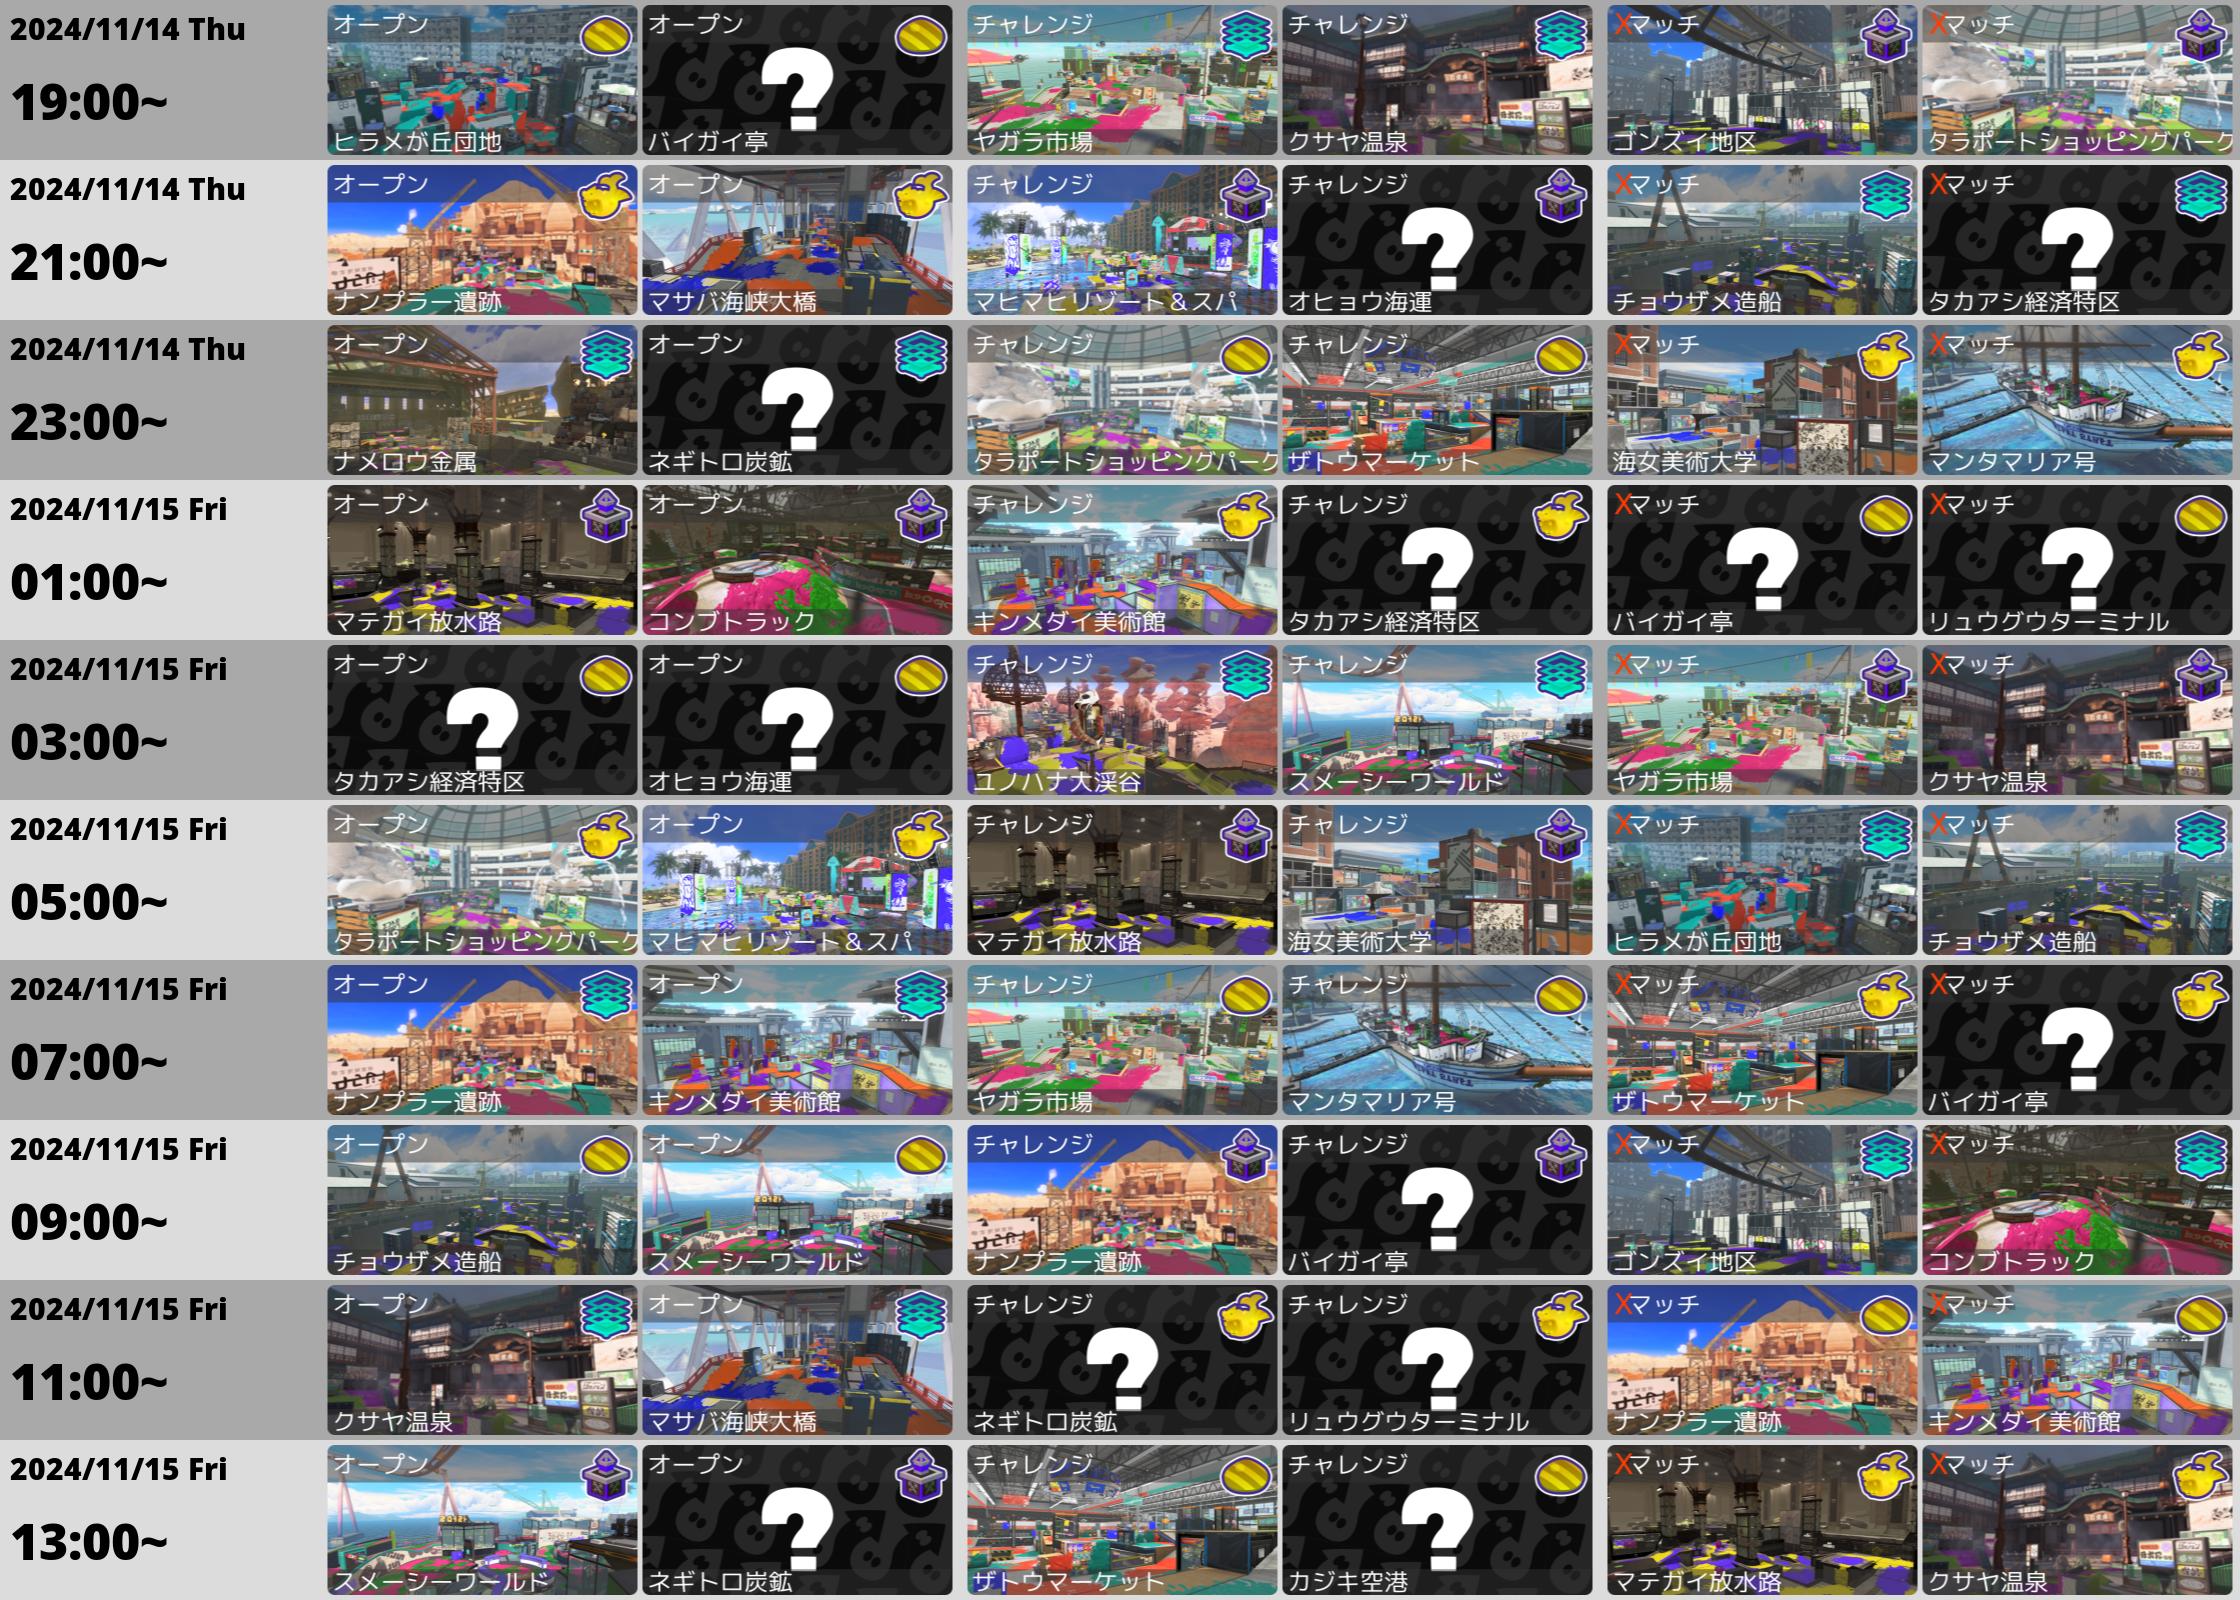 2024/11/14 Thu
19:00~
オープン
ヒラメが丘団地
オープン
バイガイ亭
チャレンジ
ヤガラ市場
チャレンジ
クサヤ温泉
Xマッチ
ゴンズイ地区
Xマッチ
タラポートショッピングパーク
2024/11/14 Thu
21:00~
オープン
ナンプラー遺跡
オープン
マサバ海峡大橋
チャレンジ
マヒマヒリゾート＆スパ
チャレンジ
オヒョウ海運
Xマッチ
チョウザメ造船
Xマッチ
タカアシ経済特区
2024/11/14 Thu
23:00~
オープン
ナメロウ金属
オープン
ネギトロ炭鉱
チャレンジ
タラポートショッピングパーク
チャレンジ
ザトウマーケット
Xマッチ
海女美術大学
Xマッチ
マンタマリア号
2024/11/15 Fri
01:00~
オープン
マテガイ放水路
オープン
コンブトラック
チャレンジ
キンメダイ美術館
チャレンジ
タカアシ経済特区
Xマッチ
バイガイ亭
Xマッチ
リュウグウターミナル
2024/11/15 Fri
03:00~
オープン
タカアシ経済特区
オープン
オヒョウ海運
チャレンジ
ユノハナ大渓谷
チャレンジ
スメーシーワールド
Xマッチ
ヤガラ市場
Xマッチ
クサヤ温泉
2024/11/15 Fri
05:00~
オープン
タラポートショッピングパーク
オープン
マヒマヒリゾート＆スパ
チャレンジ
マテガイ放水路
チャレンジ
海女美術大学
Xマッチ
ヒラメが丘団地
Xマッチ
チョウザメ造船
2024/11/15 Fri
07:00~
オープン
ナンプラー遺跡
オープン
キンメダイ美術館
チャレンジ
ヤガラ市場
チャレンジ
マンタマリア号
Xマッチ
ザトウマーケット
Xマッチ
バイガイ亭
2024/11/15 Fri
09:00~
オープン
チョウザメ造船
オープン
スメーシーワールド
チャレンジ
ナンプラー遺跡
チャレンジ
バイガイ亭
Xマッチ
ゴンズイ地区
Xマッチ
コンブトラック
2024/11/15 Fri
11:00~
オープン
クサヤ温泉
オープン
マサバ海峡大橋
チャレンジ
ネギトロ炭鉱
チャレンジ
リュウグウターミナル
Xマッチ
ナンプラー遺跡
Xマッチ
キンメダイ美術館
2024/11/15 Fri
13:00~
オープン
スメーシーワールド
オープン
ネギトロ炭鉱
チャレンジ
ザトウマーケット
チャレンジ
カジキ空港
Xマッチ
マテガイ放水路
Xマッチ
クサヤ温泉